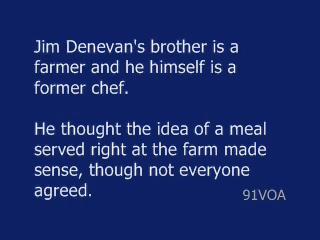 Jim Denevan's brother is a
farmer and he himself is a
former chef.
He thought the idea of a meal
served right at the farm made
sense, though not everyone
agreed.
91VOA